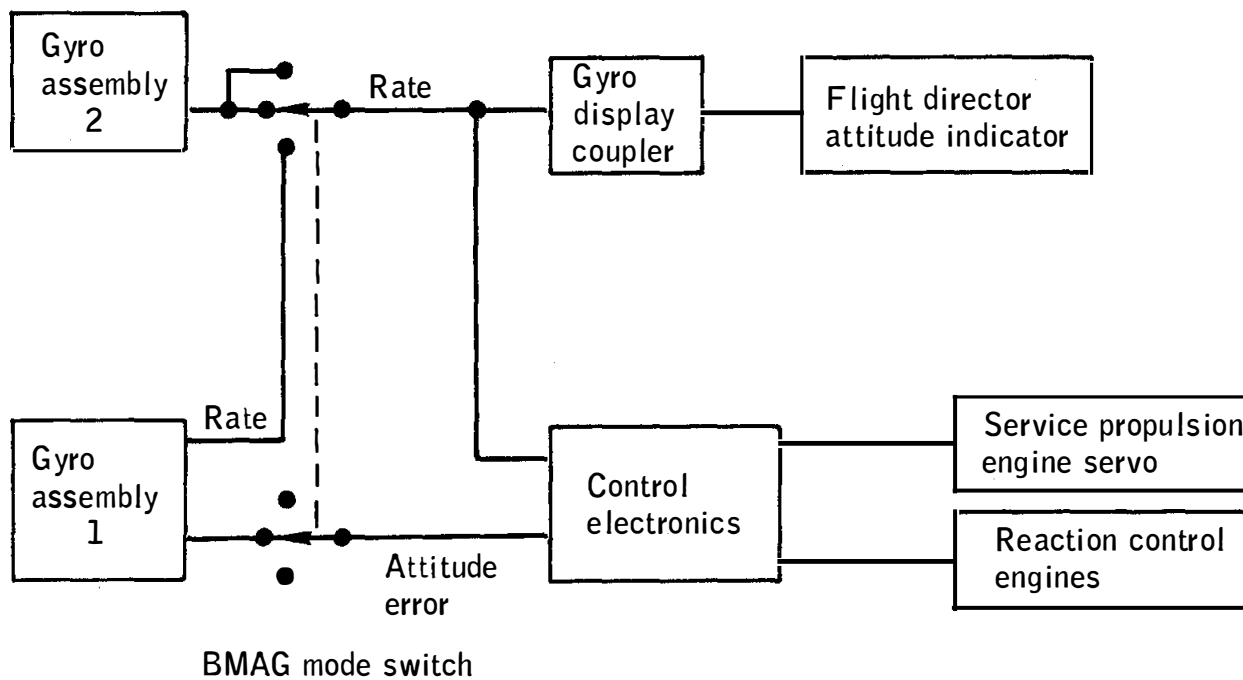 Gyro
assembly
2
Rate
Gyro
display
coupler
Flight director
attitude indicator
Rate
Gyro
assembly
1
Attitude
error
Control
electronics
Service propulsion
engine servo
Reaction control
engines
BMAG mode switch